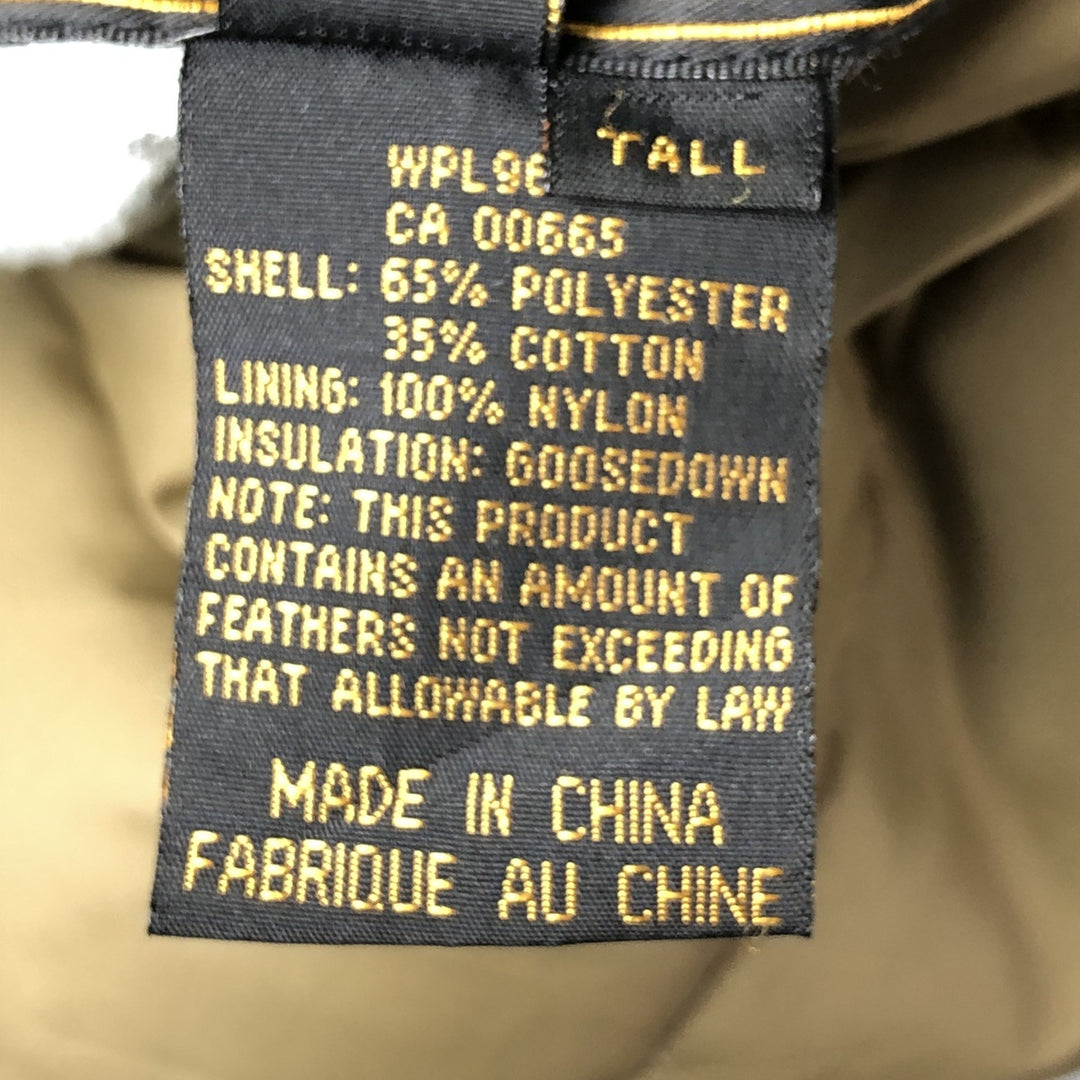 TALL
WPL96
CA 00665
SHELL: 65% POLYESTER
35% COTTON
LINING: 100% NYLON
INSULATION: GOOSEDOWN
NOTE: THIS PRODUCT
CONTAINS AN AMOUNT OF
FEATHERS NOT EXCEEDING
THAT ALLOWABLE BY LAW
MADE IN CHINA
FABRIQUE AU CHINE